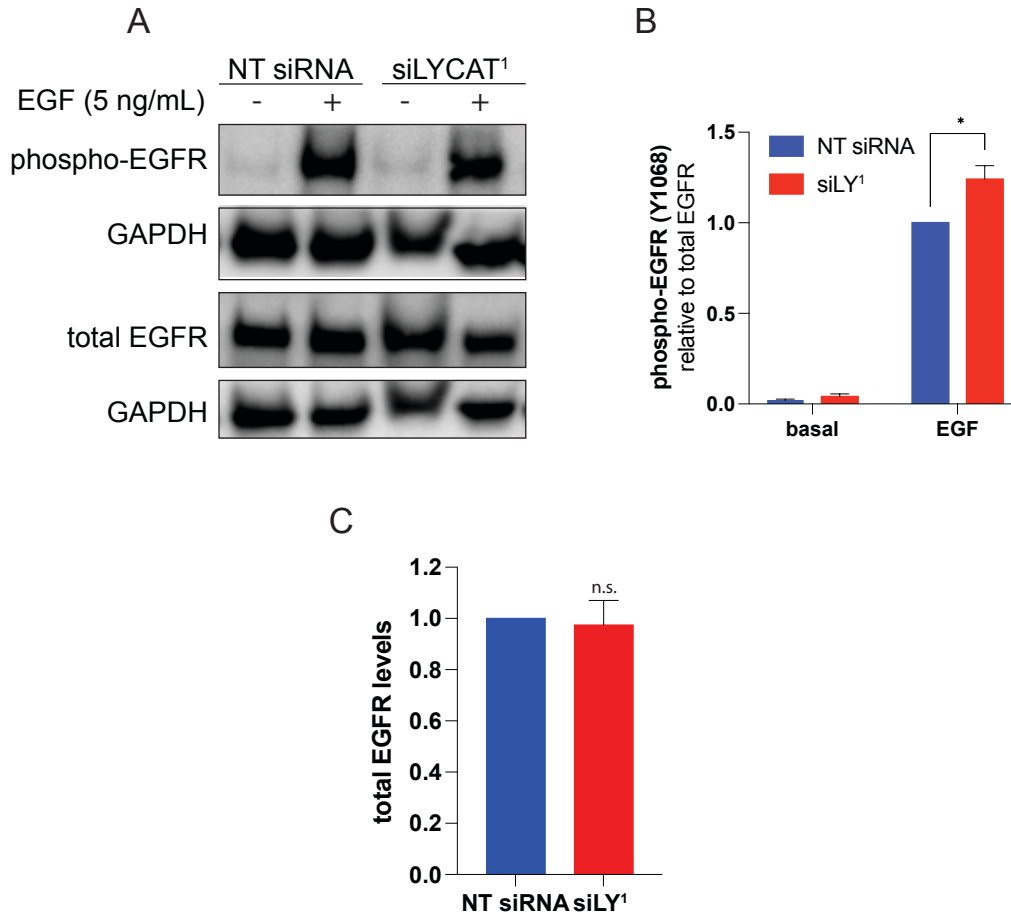 A
NT siRNA siLYCAT¹
EGF (5 ng/mL) - + - +
phospho-EGFR
GAPDH
total EGFR
GAPDH
B
phospho-EGFR (Y1068)
relative to total EGFR
1.5
1.0
0.5
0.0
NT siRNA
siLY¹
*
basal EGF
C
total EGFR levels
1.2
1.0
0.8
0.6
0.4
0.2
0.0
n.s.
NT siRNA siLY¹